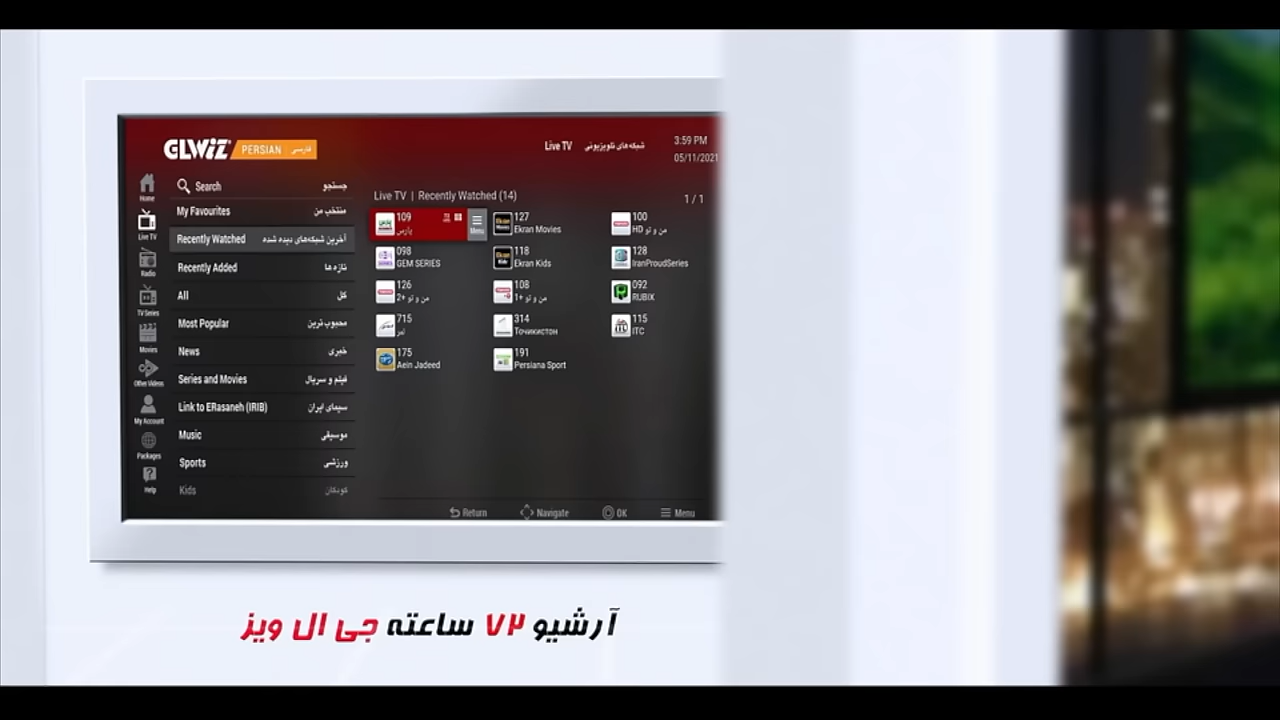 GLWiZ PERSIAN فارسی
Live TV شبکه‌های تلویزیونی
3:59 PM
05/11/2021
Home
Live TV
Radio
TV Series
Movies
Other Videos
My Account
Packages
Help
Search جستجو
My Favourites منتخب من
Recently Watched آخرین شبکه‌های دیده شده
Recently Added تازه‌ها
All کل
Most Popular محبوب‌ترین
News خبری
Series and Movies فیلم و سریال
Link to ERasaneh (IRIB) سیمای ایران
Music موسیقی
Sports ورزشی
Kids کودکان
Live TV | Recently Watched (14)
1 / 1
109 پارس
Menu
127 Ekran Movies
100 من و تو HD
098 GEM SERIES
118 Ekran Kids
128 IranProudSeries
126 من و تو 2+
108 من و تو 1+
092 RUBIX
715
314 Точикистон
115 ITC
175 Aein Jadeed
191 Persiana Sport
Return Navigate OK Menu
آرشیو ۷۲ ساعته جی ال ویز